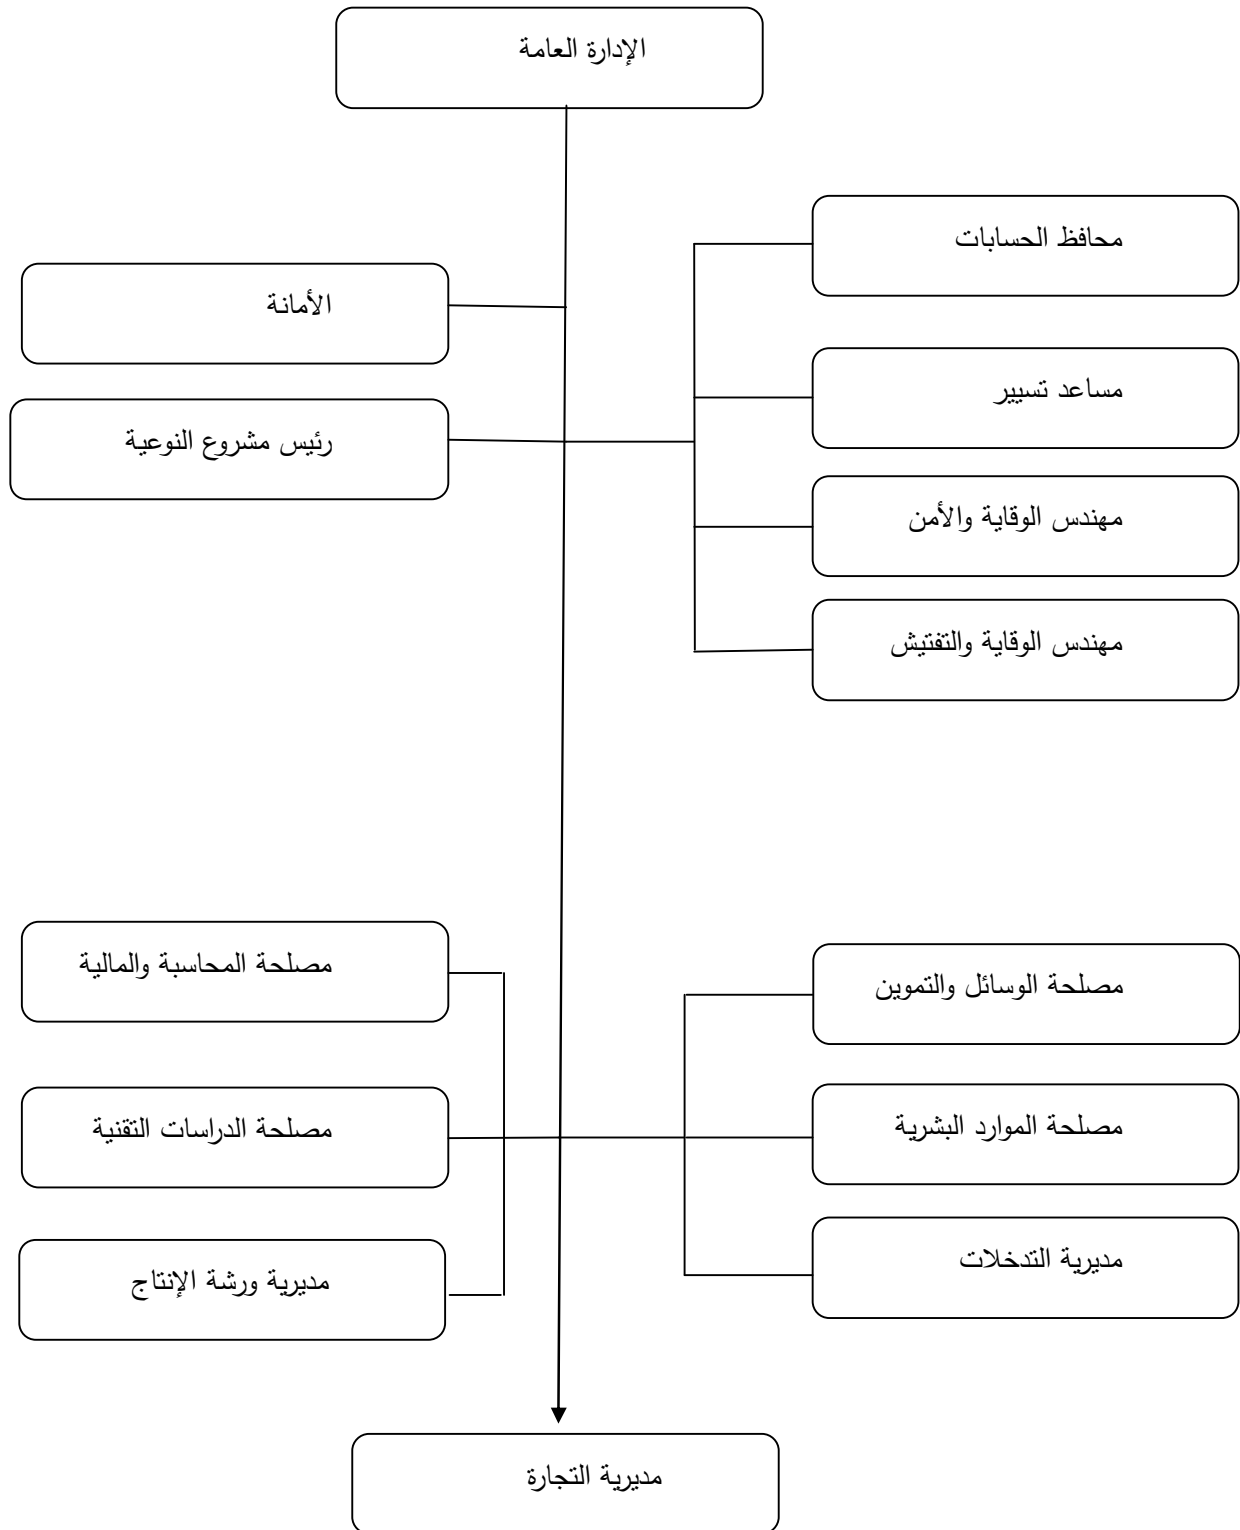 الإدارة العامة
محافظ الحسابات
الأمانة
مساعد تسيير
رئيس مشروع النوعية
مهندس الوقاية والأمن
مهندس الوقاية والتفتيش
مصلحة الوسائل والتموين
مصلحة المحاسبة والمالية
مصلحة الموارد البشرية
مصلحة الدراسات التقنية
مديرية التدخلات
مديرية ورشة الإنتاج
مديرية التجارة